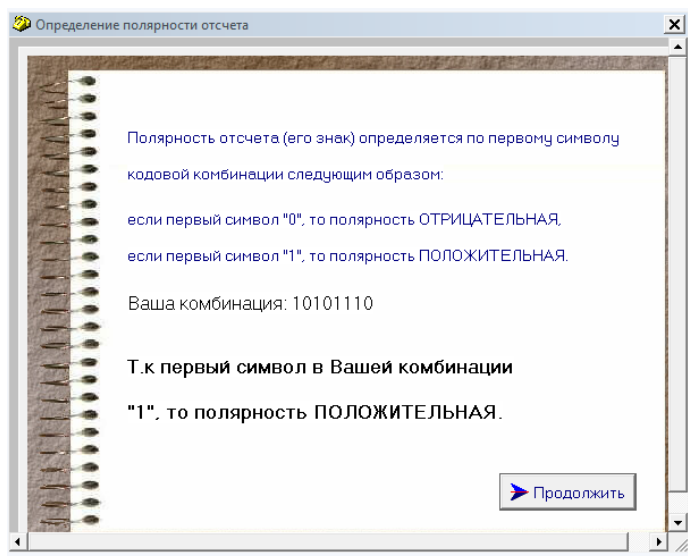 Определение полярности отсчета
Полярность отсчета (его знак) определяется по первому символу
кодовой комбинации следующим образом:
если первый символ "0", то полярность ОТРИЦАТЕЛЬНАЯ,
если первый символ "1", то полярность ПОЛОЖИТЕЛЬНАЯ.
Ваша комбинация: 10101110
Т.к первый символ в Вашей комбинации
"1", то полярность ПОЛОЖИТЕЛЬНАЯ.
Продолжить